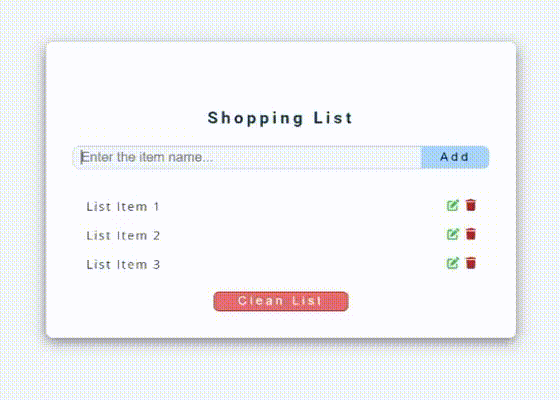 Shopping List
Enter the item name...
Add
List Item 1
List Item 2
List Item 3
Clean List